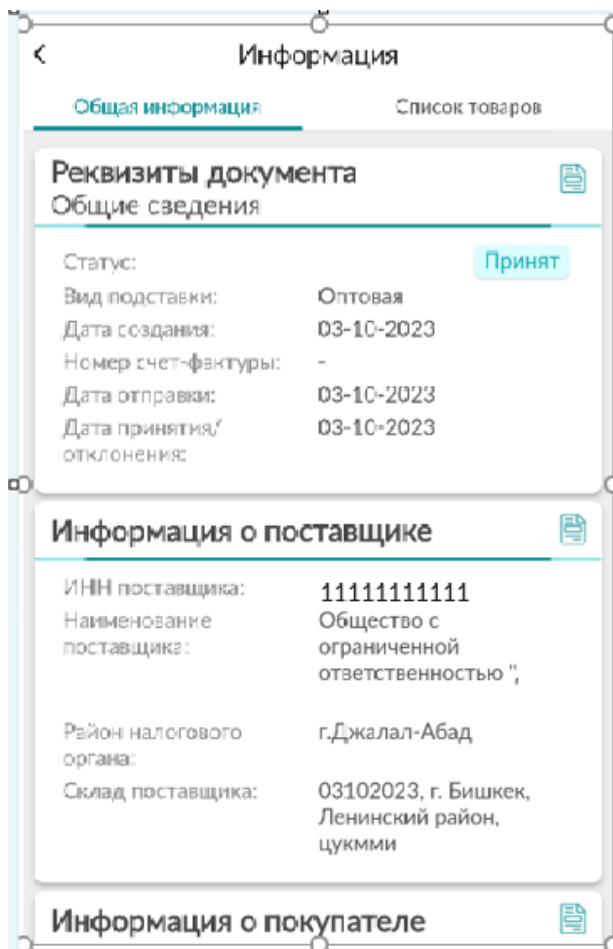 Информация
Общая информация
Список товаров
Реквизиты документа
Общие сведения
Статус:
Принят
Вид подставки:
Оптовая
Дата создания:
03-10-2023
Номер счет-фактуры:
-
Дата отправки:
03-10-2023
Дата принятия/
отклонения:
03-10-2023
Информация о поставщике
ИНН поставщика:
11111111111
Наименование
поставщика:
Общество с
ограниченной
ответственностью ",
Район налогового
органа:
г.Джалал-Абад
Склад поставщика:
03102023, г. Бишкек,
Ленинский район,
цукмми
Информация о покупателе